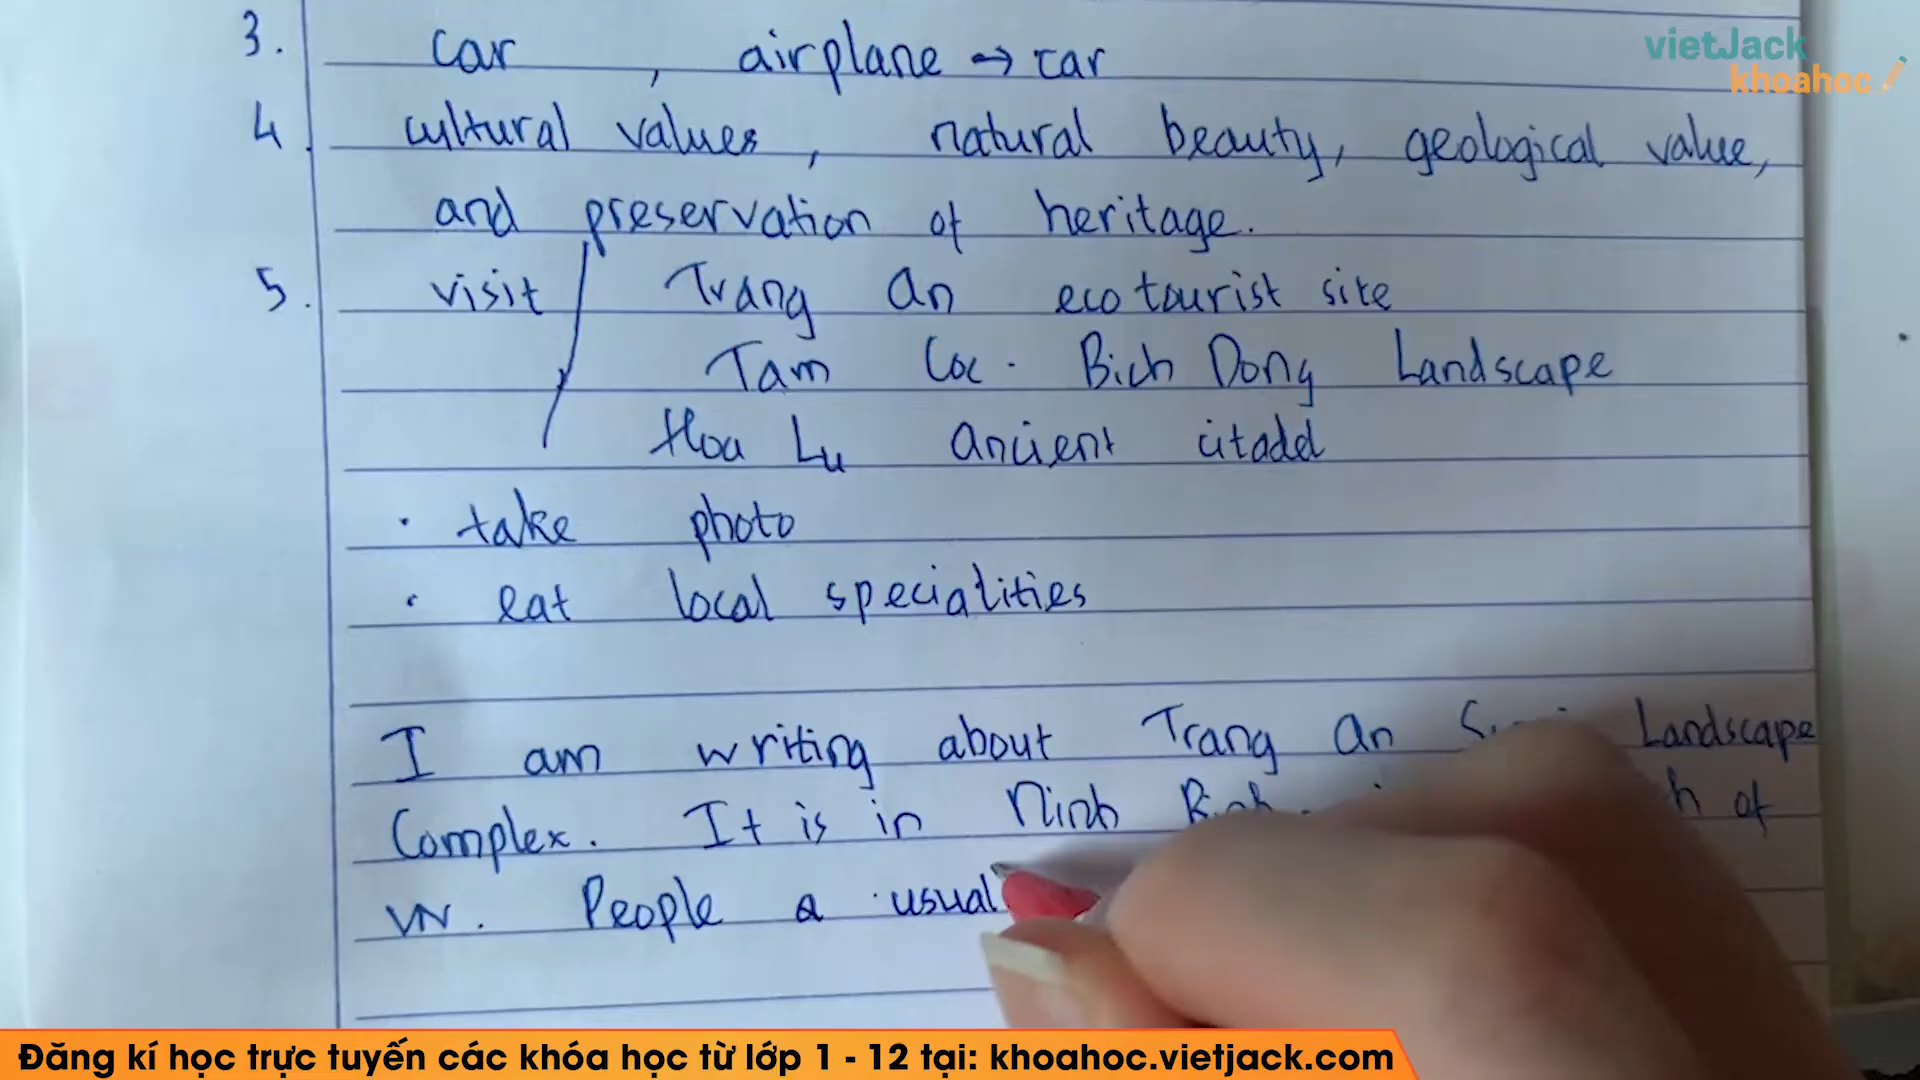 vietJack
khoahoc
3. car, airplane → car
4. cultural values, natural beauty, geological value,
and preservation of heritage.
5. visit Trang An ecotourist site
Tam Coc - Bich Dong Landscape
Hoa Lu ancient citadel
• take photo
• eat local specialities
I am writing about Trang An Landscape
Complex. It is in Ninh of
VN. People a usual
Đăng kí học trực tuyến các khóa học từ lớp 1 - 12 tại: khoahoc.vietjack.com